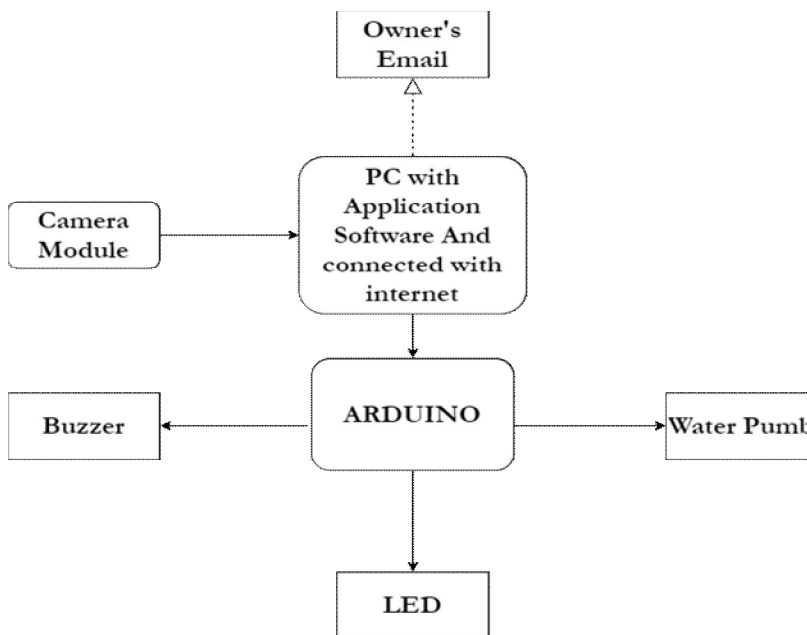 Owner's
Email
PC with
Application
Software And
connected with
internet
Camera
Module
ARDUINO
Buzzer
Water Pumb
LED